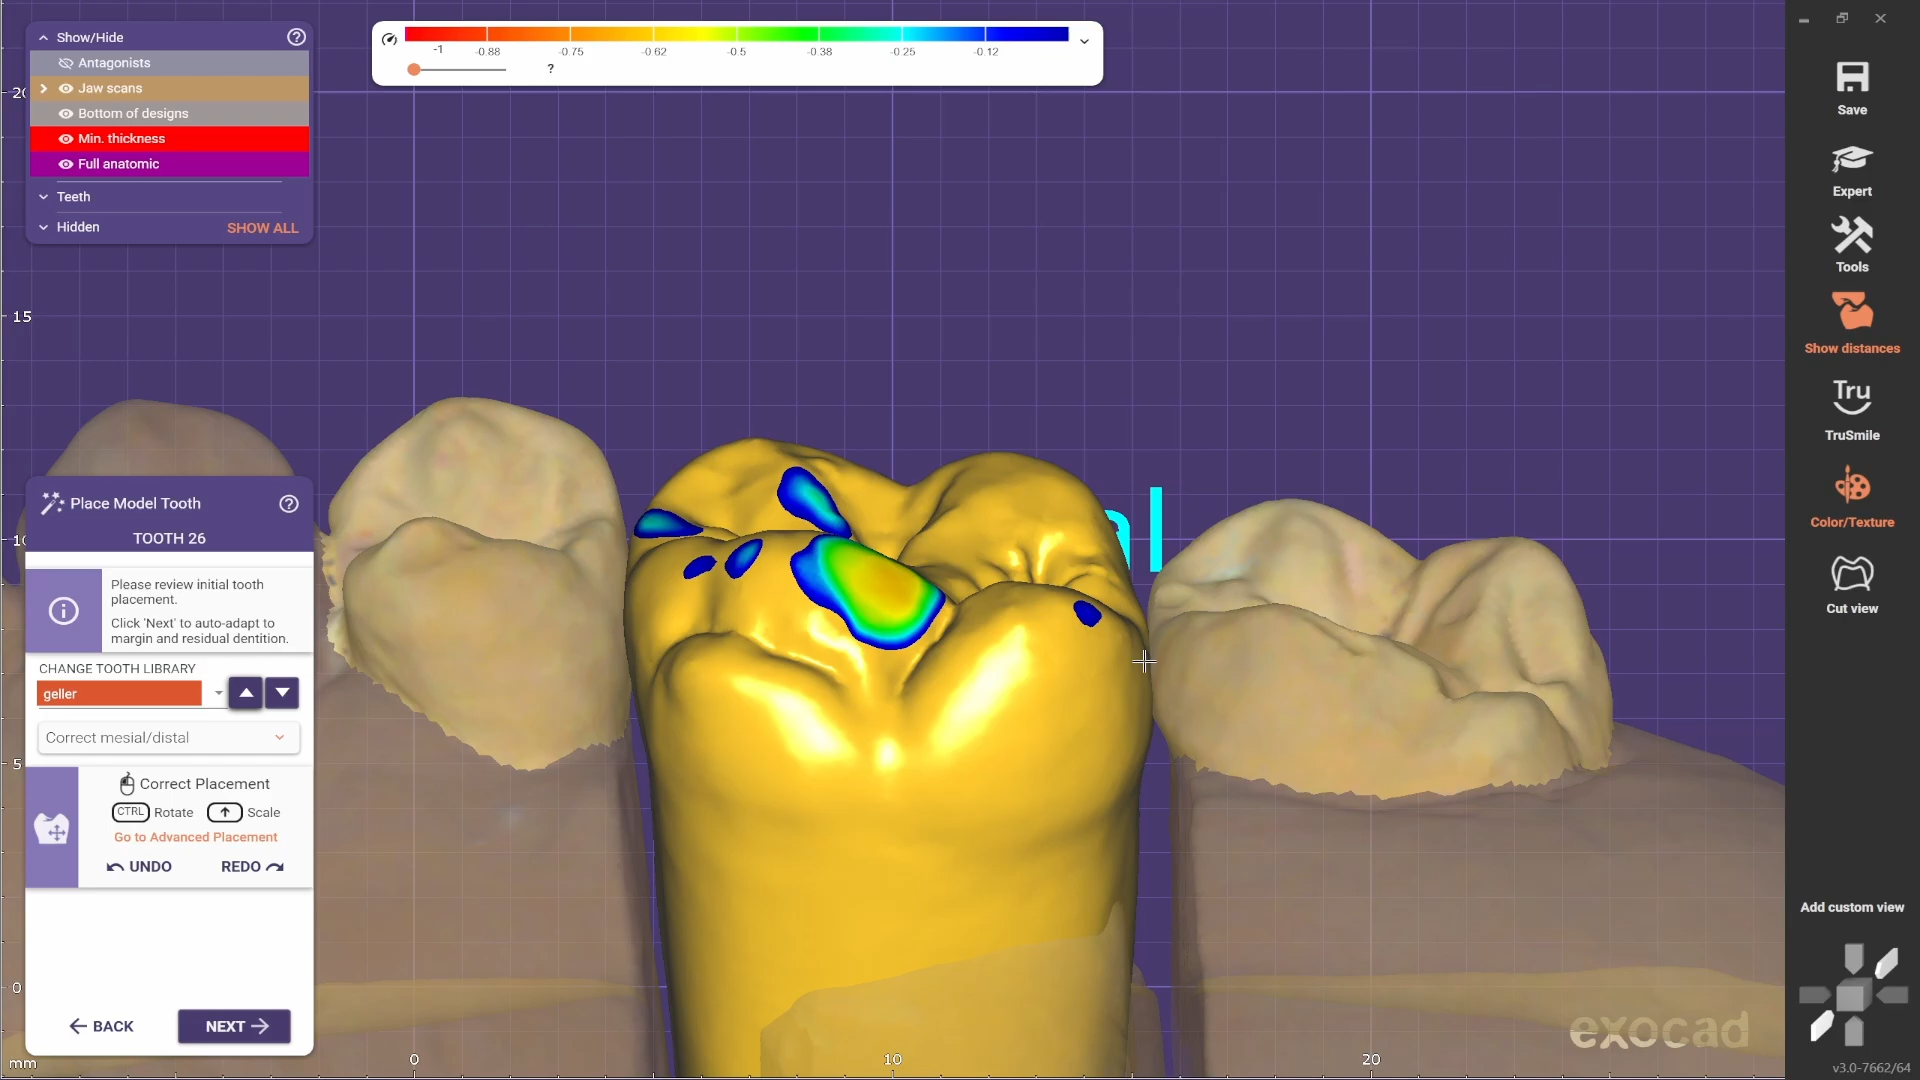 Show/Hide
Antagonists
Jaw scans
Bottom of designs
Min. thickness
Full anatomic
Teeth
Hidden SHOW ALL
-1 -0.88 -0.75 -0.62 -0.5 -0.38 -0.25 -0.12
?
Save
Expert
Tools
Show distances
Tru
TruSmile
Color/Texture
Cut view
Add custom view
v3.0-7662/64
20
15
10
5
0
mm
0 10 20
al
Place Model Tooth
TOOTH 26
Please review initial tooth
placement.
Click 'Next' to auto-adapt to
margin and residual dentition.
CHANGE TOOTH LIBRARY
geller
Correct mesial/distal
Correct Placement
CTRL Rotate Scale
Go to Advanced Placement
UNDO REDO
BACK NEXT
exocad